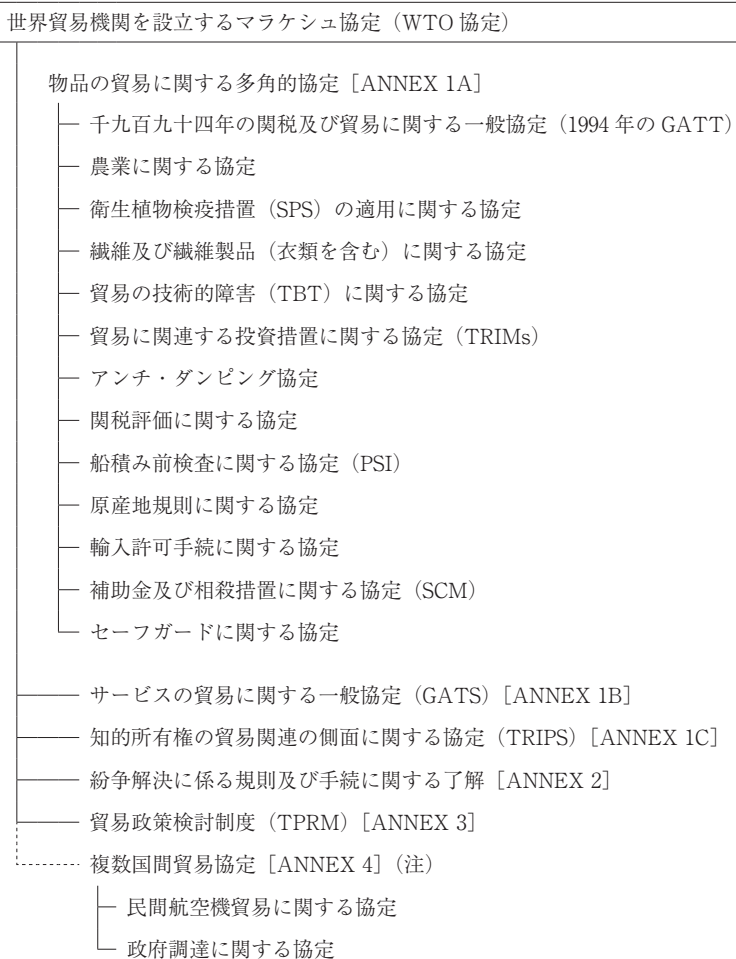 世界貿易機関を設立するマラケシュ協定（WTO 協定）
物品の貿易に関する多角的協定［ANNEX 1A］
千九百九十四年の関税及び貿易に関する一般協定（1994 年の GATT）
農業に関する協定
衛生植物検疫措置（SPS）の適用に関する協定
繊維及び繊維製品（衣類を含む）に関する協定
貿易の技術的障害（TBT）に関する協定
貿易に関連する投資措置に関する協定（TRIMs）
アンチ・ダンピング協定
関税評価に関する協定
船積み前検査に関する協定（PSI）
原産地規則に関する協定
輸入許可手続に関する協定
補助金及び相殺措置に関する協定（SCM）
セーフガードに関する協定
サービスの貿易に関する一般協定（GATS）［ANNEX 1B］
知的所有権の貿易関連の側面に関する協定（TRIPS）［ANNEX 1C］
紛争解決に係る規則及び手続に関する了解［ANNEX 2］
貿易政策検討制度（TPRM）［ANNEX 3］
複数国間貿易協定［ANNEX 4］（注）
民間航空機貿易に関する協定
政府調達に関する協定